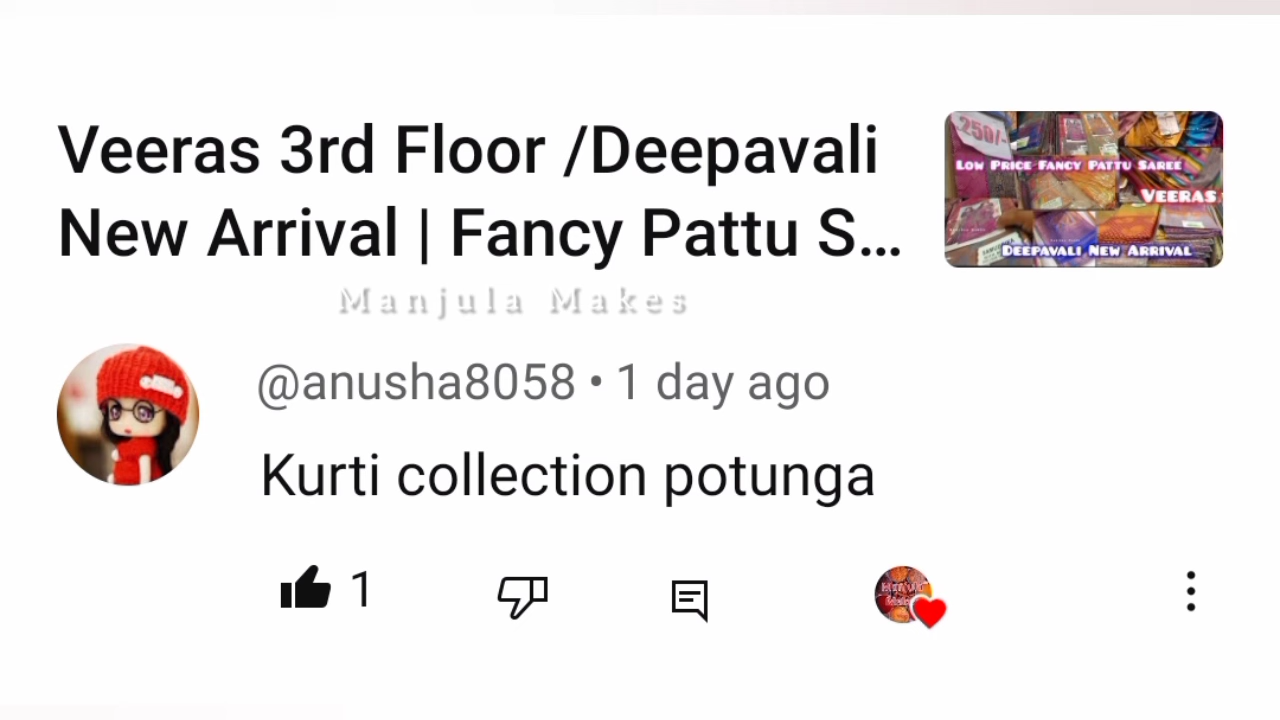 Veeras 3rd Floor /Deepavali
New Arrival | Fancy Pattu S...
250/-
Low Price Fancy Pattu Saree
Veeras
Deepavali New Arrival
Manjula Makes
@anusha8058 • 1 day ago
Kurti collection potunga
1